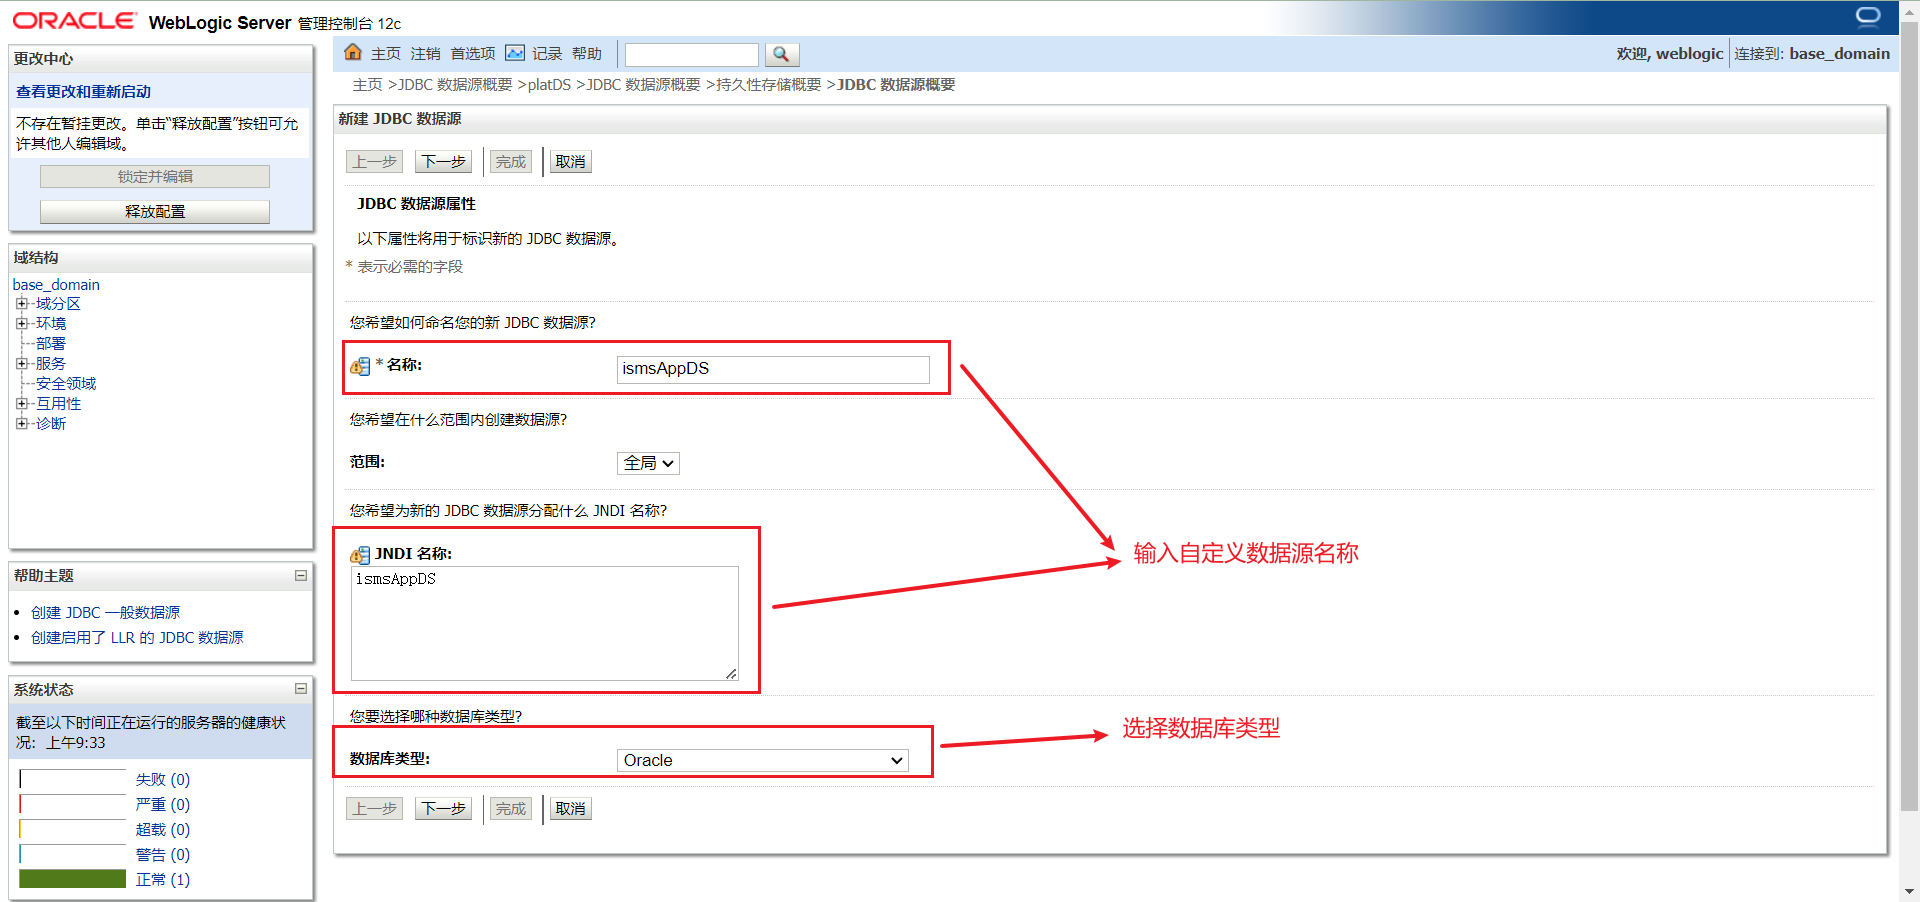 ORACLE WebLogic Server 管理控制台 12c
更改中心
查看更改和重新启动
不存在暂挂更改。单击“释放配置”按钮可允
许其他人编辑域。
锁定并编辑
释放配置
域结构
base_domain
域分区
环境
部署
服务
安全领域
互用性
诊断
帮助主题
创建 JDBC 一般数据源
创建启用了 LLR 的 JDBC 数据源
系统状态
截至以下时间正在运行的服务器的健康状
况: 上午9:33
失败 (0)
严重 (0)
超载 (0)
警告 (0)
正常 (1)
主页 注销 首选项 记录 帮助
欢迎, weblogic 连接到: base_domain
主页 >JDBC 数据源概要 >platDS >JDBC 数据源概要 >持久性存储概要 >JDBC 数据源概要
新建 JDBC 数据源
上一步 下一步 完成 取消
JDBC 数据源属性
以下属性将用于标识新的 JDBC 数据源。
* 表示必需的字段
您希望如何命名您的新 JDBC 数据源?
* 名称: ismsAppDS
您希望在什么范围内创建数据源?
范围: 全局
您希望为新的 JDBC 数据源分配什么 JNDI 名称?
JNDI 名称:
ismsAppDS
输入自定义数据源名称
您要选择哪种数据库类型?
选择数据库类型
数据库类型: Oracle
上一步 下一步 完成 取消